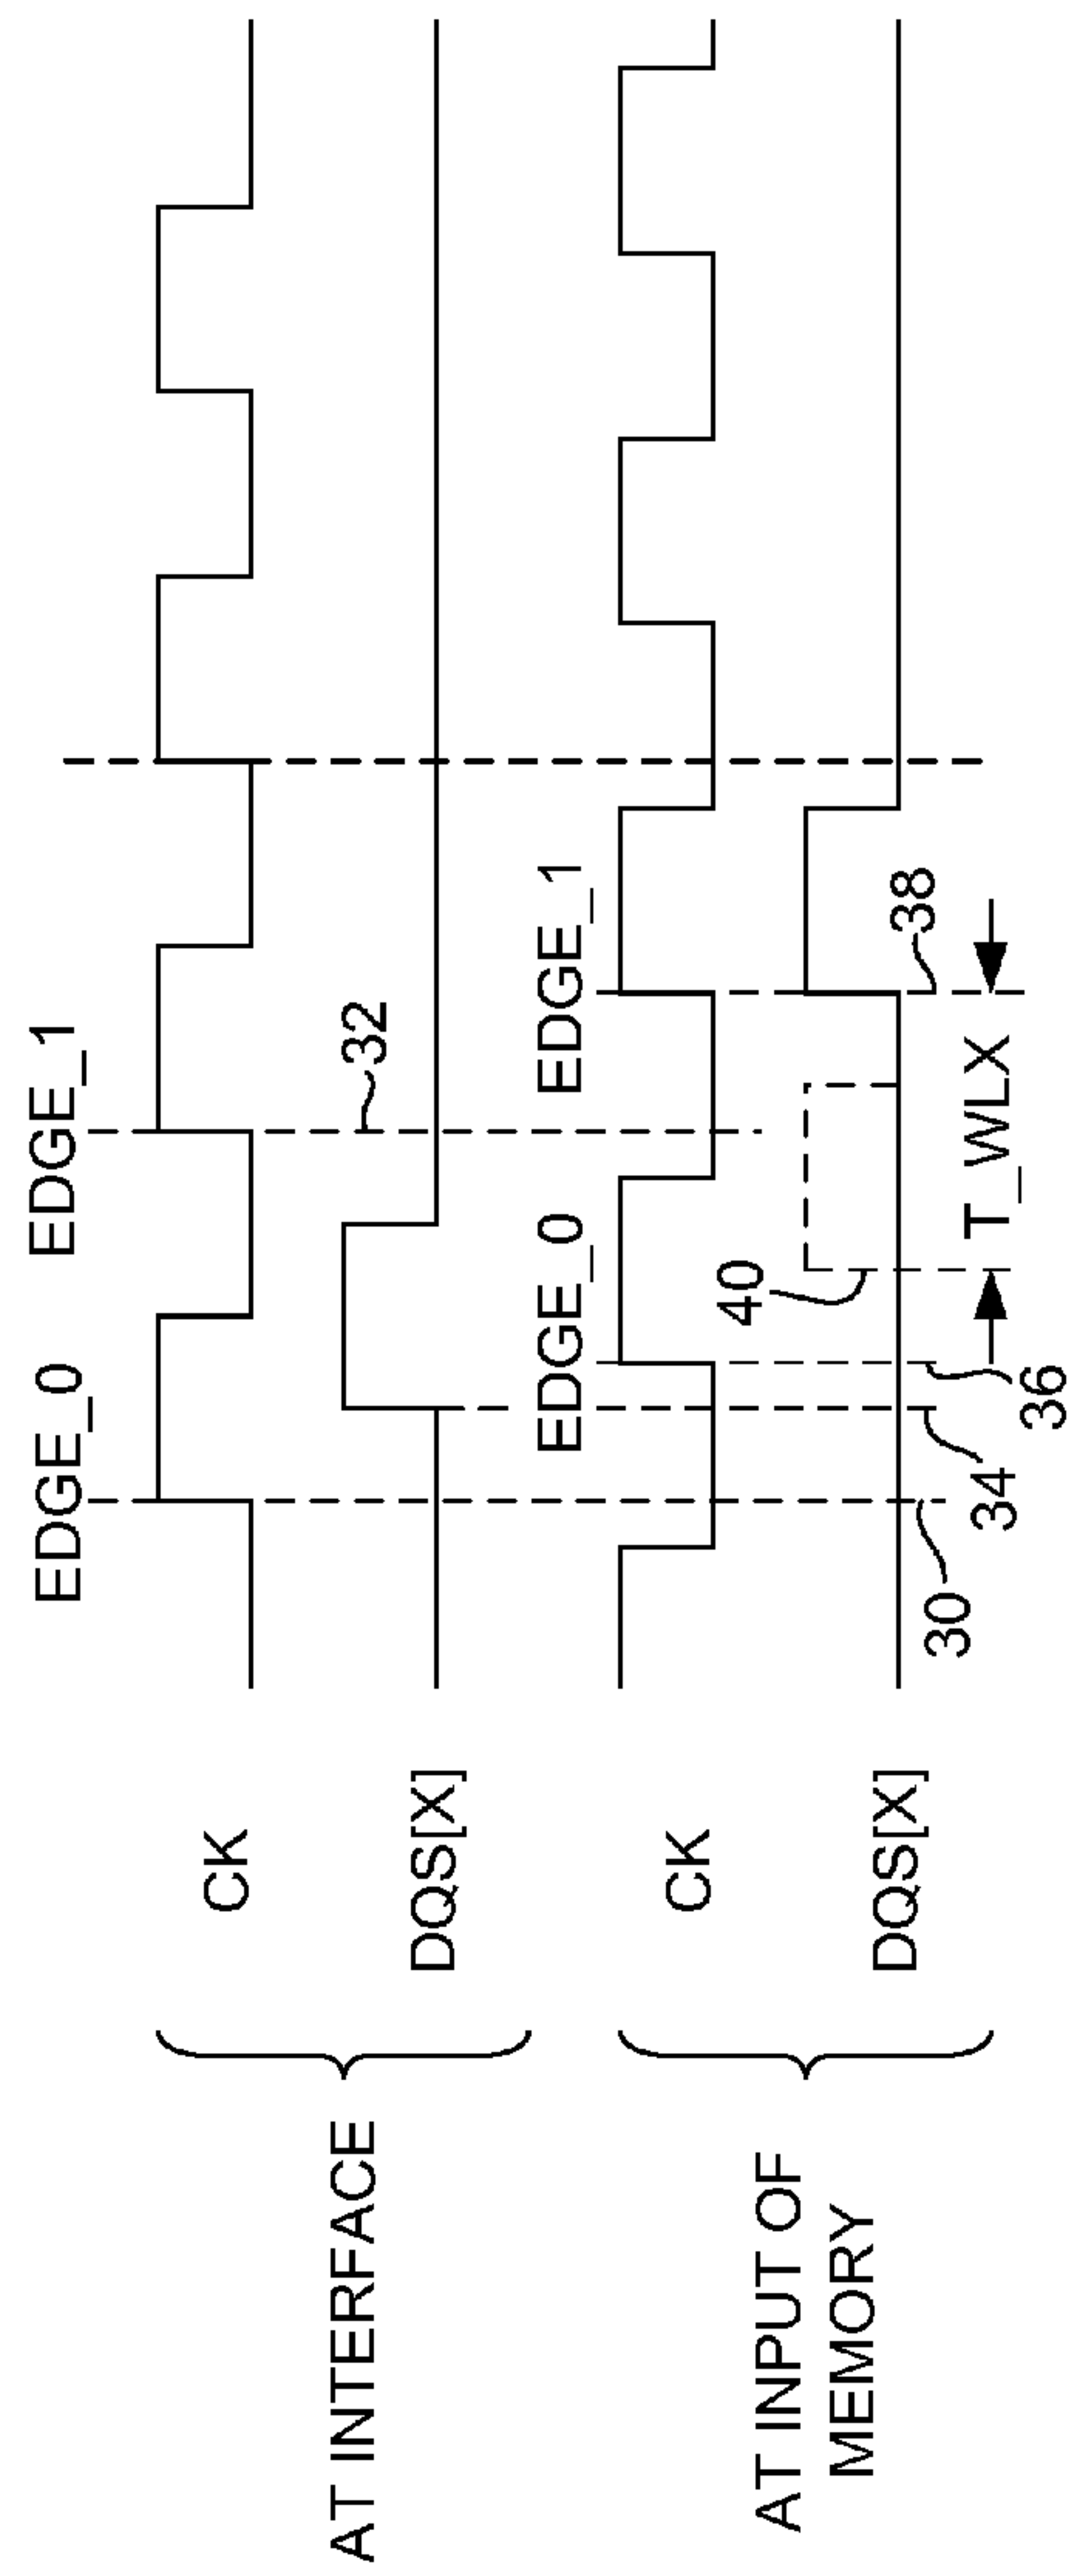 EDGE_0
EDGE_1
AT INTERFACE
CK
DQS[X]
32
EDGE_0
EDGE_1
AT INPUT OF
MEMORY
CK
DQS[X]
40
38
30
34
36
T_WLX